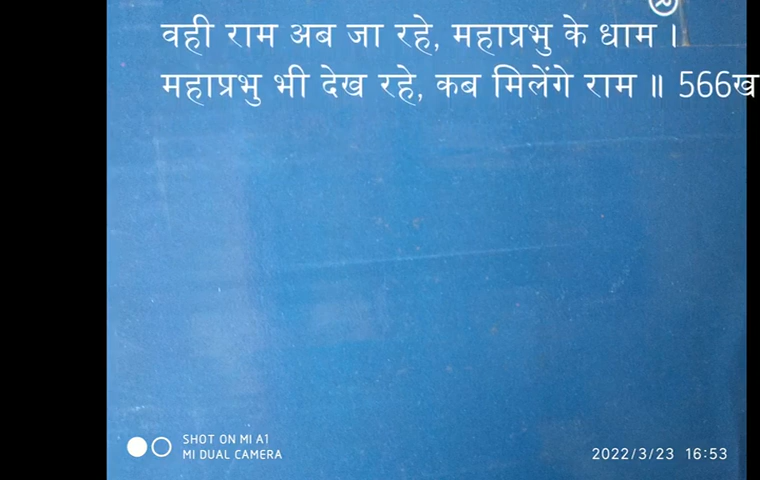 वही राम अब जा रहे, महाप्रभु के धाम ।
महाप्रभु भी देख रहे, कब मिलेंगे राम ॥ 566ख
SHOT ON MI A1
MI DUAL CAMERA
2022/3/23 16:53